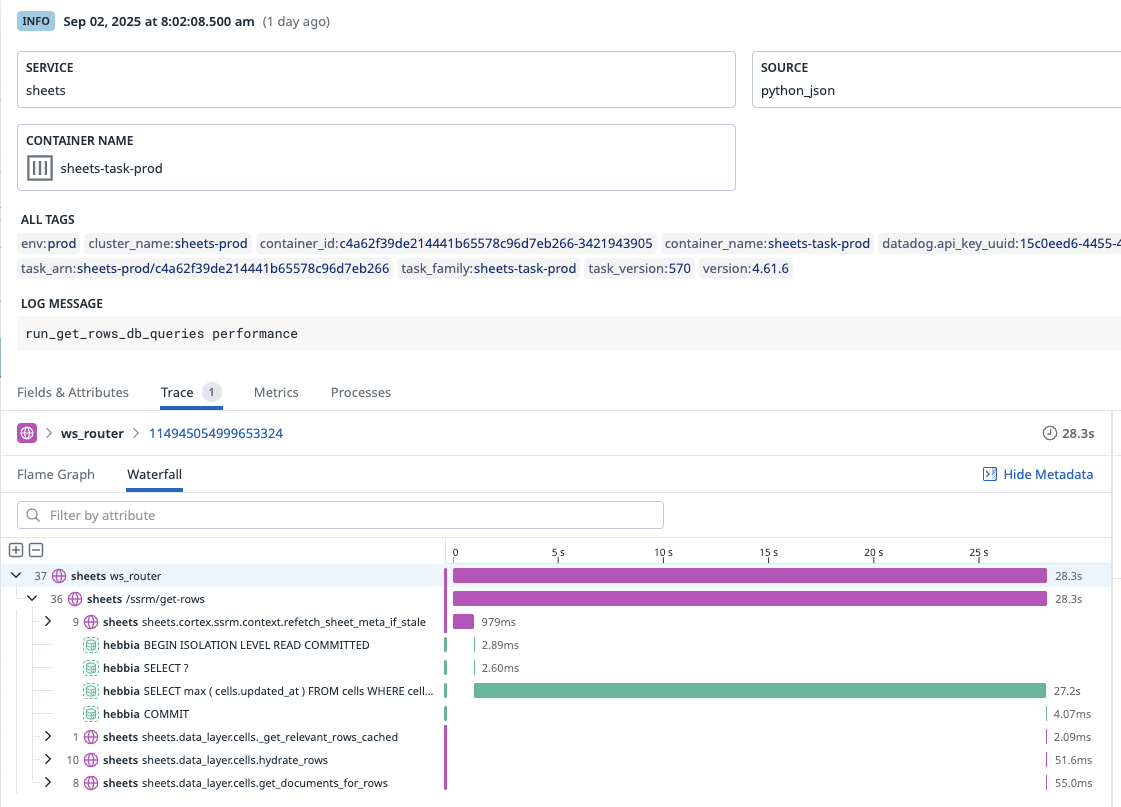 INFO Sep 02, 2025 at 8:02:08.500 am (1 day ago)
SERVICE
sheets
SOURCE
python_json
CONTAINER NAME
sheets-task-prod
ALL TAGS
env:prod cluster_name:sheets-prod container_id:c4a62f39de214441b65578c96d7eb266-3421943905 container_name:sheets-task-prod datadog.api_key_uuid:15c0eed6-4455-4
task_arn:sheets-prod/c4a62f39de214441b65578c96d7eb266 task_family:sheets-task-prod task_version:570 version:4.61.6
LOG MESSAGE
run_get_rows_db_queries performance
Fields & Attributes Trace 1 Metrics Processes
ws_router 114945054999653324 28.3s
Flame Graph Waterfall Hide Metadata
Filter by attribute
0 5 s 10 s 15 s 20 s 25 s
37 sheets ws_router 28.3s
36 sheets /ssrm/get-rows 28.3s
9 sheets sheets.cortex.ssrm.context.refetch_sheet_meta_if_stale 979ms
hebbia BEGIN ISOLATION LEVEL READ COMMITTED 2.89ms
hebbia SELECT ? 2.60ms
hebbia SELECT max ( cells.updated_at ) FROM cells WHERE cell... 27.2s
hebbia COMMIT 4.07ms
1 sheets sheets.data_layer.cells._get_relevant_rows_cached 2.09ms
10 sheets sheets.data_layer.cells.hydrate_rows 51.6ms
8 sheets sheets.data_layer.cells.get_documents_for_rows 55.0ms